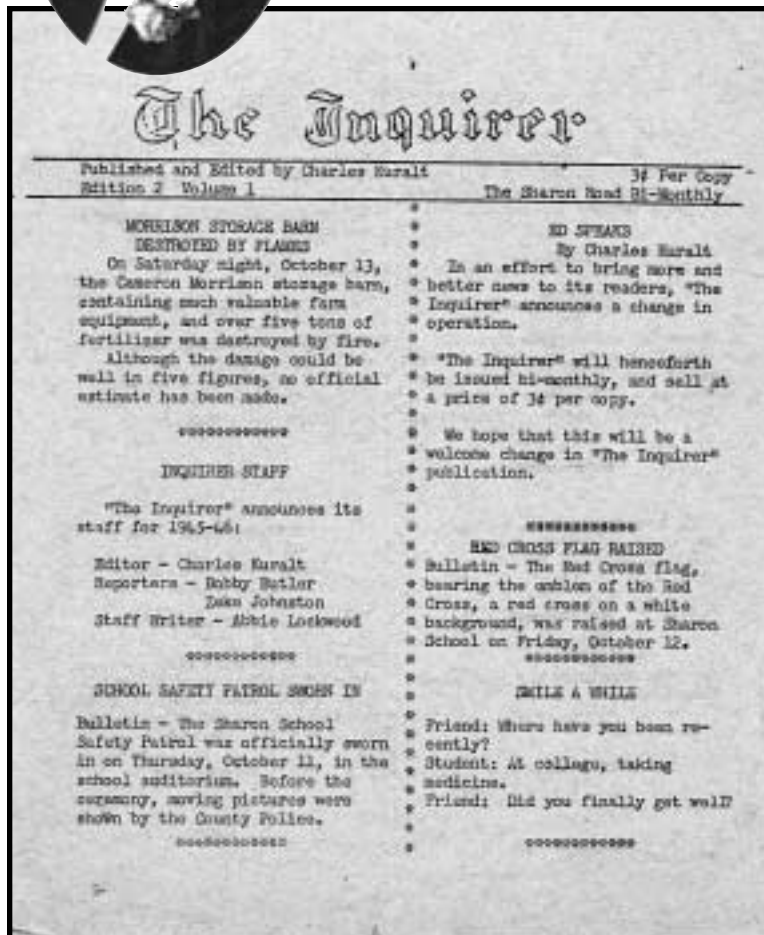 The Inquirer
Published and Edited by Charles Kuralt
3¢ Per Copy
Edition 2 Volume 1
The Sharon Road Bi-Monthly
MORRISON STORAGE BARN
DESTROYED BY FLAMES
On Saturday night, October 13,
the Cameron Morrison storage barn,
containing much valuable farm
equipment, and over five tons of
fertilizer was destroyed by fire.
Although the damage could be
well in five figures, no official
estimate has been made.
************
INQUIRER STAFF
"The Inquirer" announces its
staff for 1945-46:
Editor - Charles Kuralt
Reporters - Bobby Butler
Zeke Johnston
Staff Writer - Abbie Lockwood
************
SCHOOL SAFETY PATROL SWORN IN
Bulletin - The Sharon School
Safety Patrol was officially sworn
in on Thursday, October 11, in the
school auditorium. Before the
ceremony, moving pictures were
shown by the County Police.
************
ED SPEAKS
By Charles Kuralt
In an effort to bring more and
better news to its readers, "The
Inquirer" announces a change in
operation.
"The Inquirer" will henceforth
be issued bi-monthly, and sell at
a price of 3¢ per copy.
We hope that this will be a
welcome change in "The Inquirer"
publication.
************
RED CROSS FLAG RAISED
Bulletin - The Red Cross flag,
bearing the emblem of the Red
Cross, a red cross on a white
background, was raised at Sharon
School on Friday, October 12.
************
SMILE A WHILE
Friend: Where have you been re-
cently?
Student: At college, taking
medicine.
Friend: Did you finally get well?
************